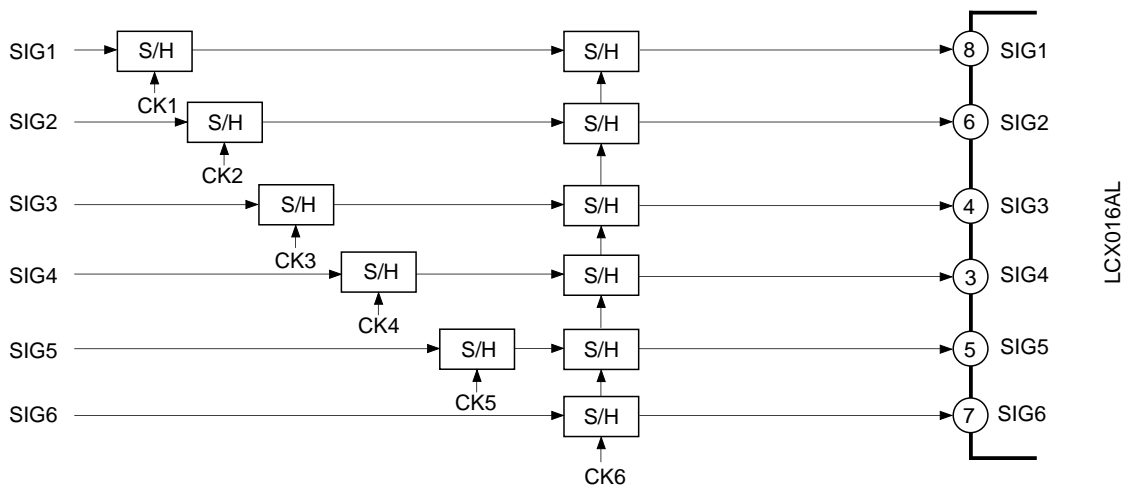 SIG1 S/H S/H 8 SIG1
CK1
SIG2 S/H S/H 6 SIG2
CK2
SIG3 S/H S/H 4 SIG3
CK3
SIG4 S/H S/H 3 SIG4
CK4
SIG5 S/H S/H 5 SIG5
CK5
SIG6 S/H 7 SIG6
CK6
LCX016AL